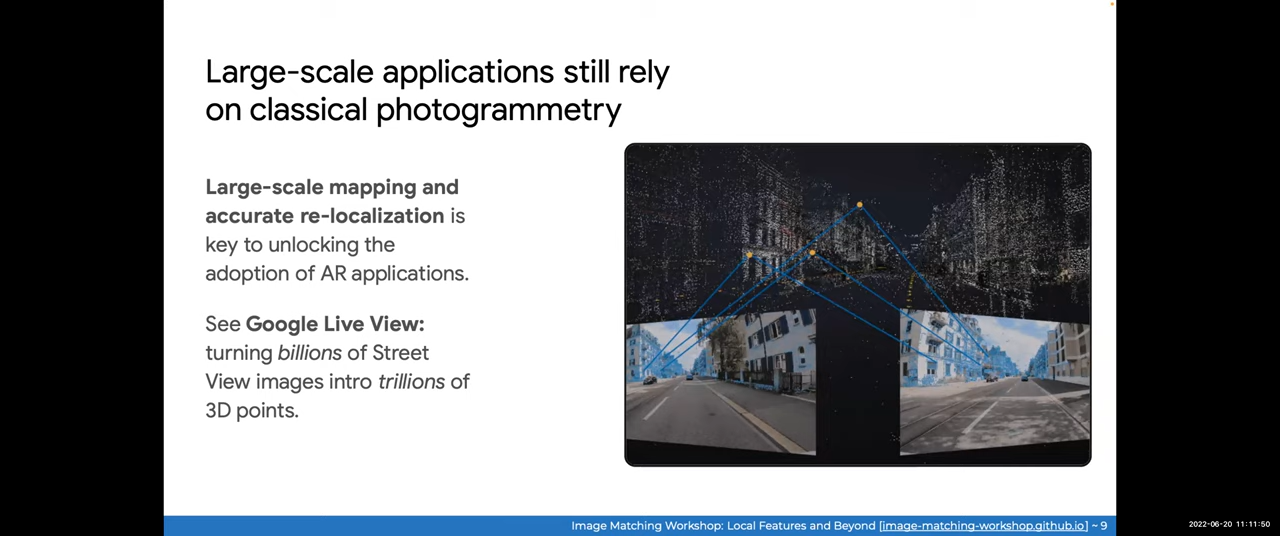 Large-scale applications still rely
on classical photogrammetry
Large-scale mapping and
accurate re-localization is
key to unlocking the
adoption of AR applications.
See Google Live View:
turning billions of Street
View images intro trillions of
3D points.
Image Matching Workshop: Local Features and Beyond [image-matching-workshop.github.io] ~ 9
2022-06-20 11:11:50